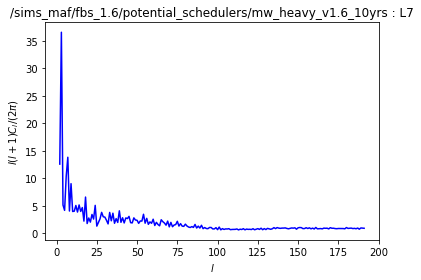 /sims_maf/fbs_1.6/potential_schedulers/mw_heavy_v1.6_10yrs : L7
35
30
25
20
15
10
5
0
l(l + 1)Cₗ/(2π)
0 25 50 75 100 125 150 175 200
l